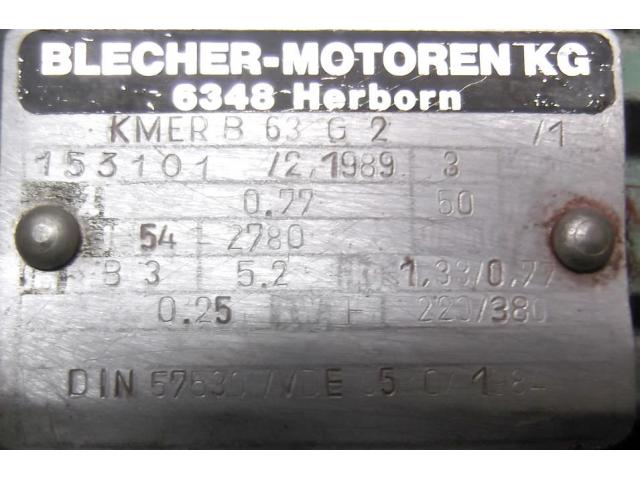 BLECHER-MOTOREN KG
6348 Herborn
KMER B 63 G 2 /1
153101 /2, 1989 3
0.77 50
54 2780
B 3 5.2 1.33/0.77
0.25 F 220/380
DIN